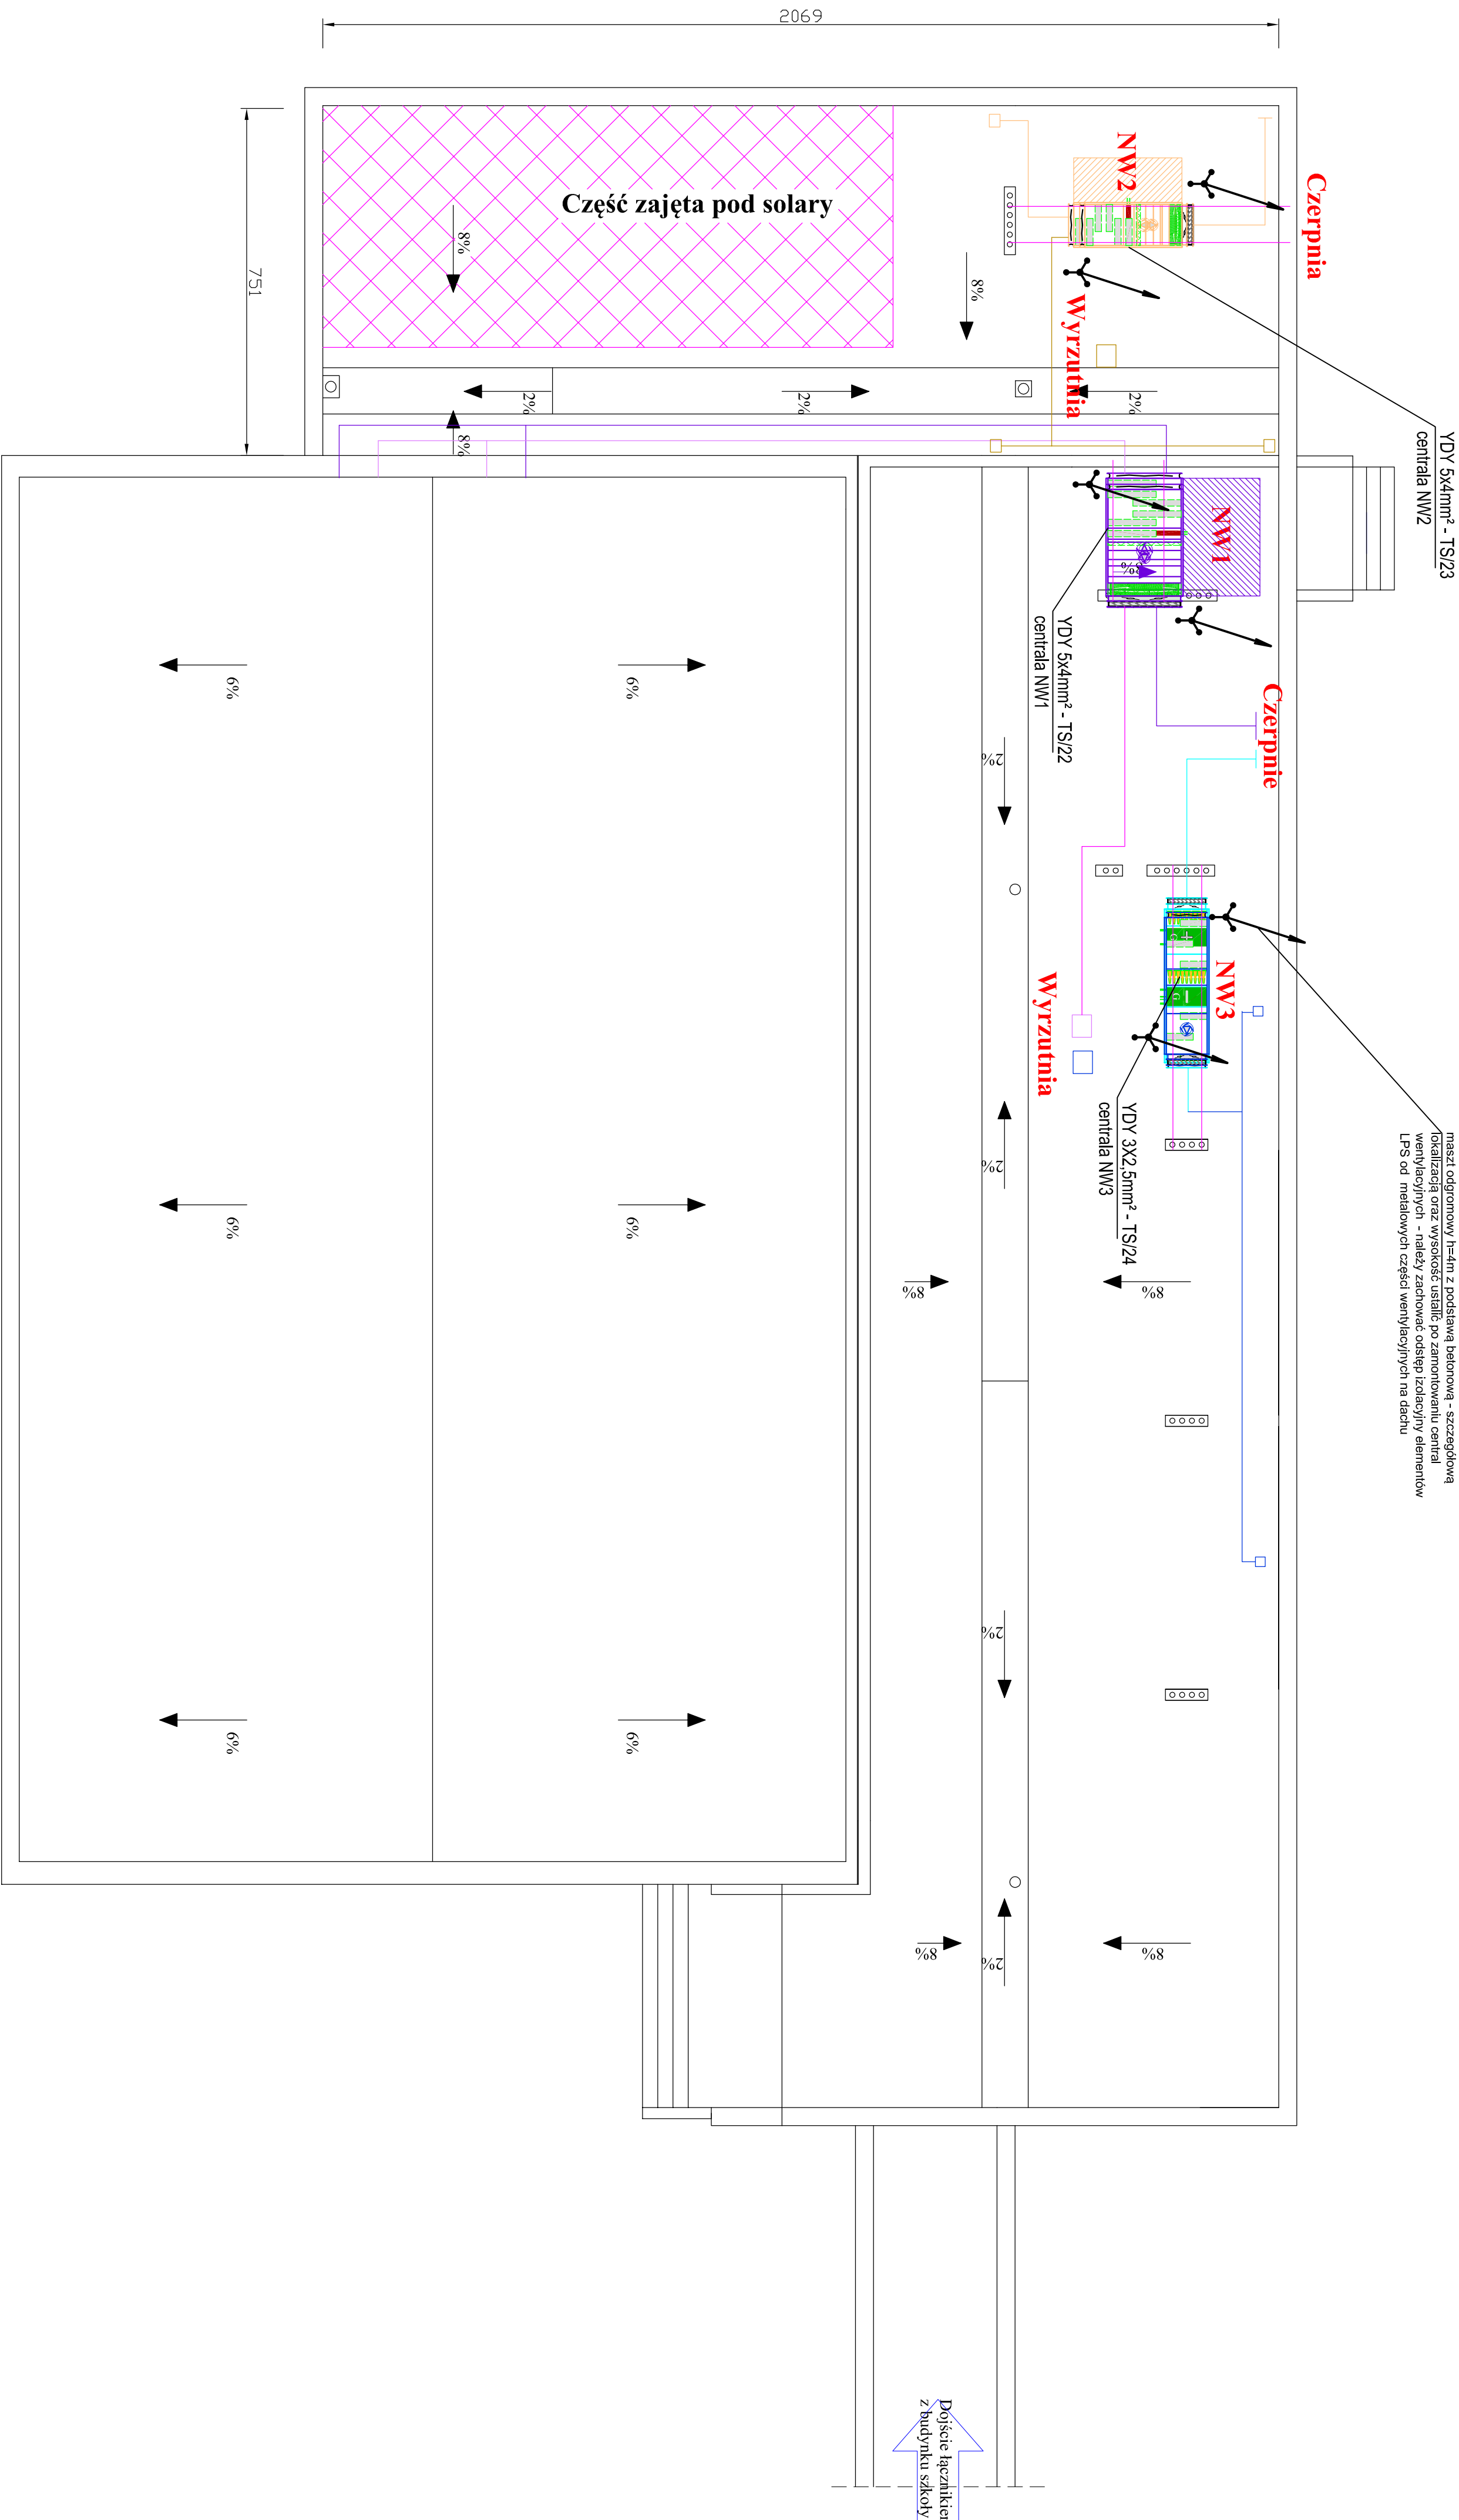 2069
Czerpnia
NW2
Część zajęta pod solary
8%
751
8%
Wyrzutnia
2%
2%
2%
8%
YDY 5x4mm² - TS/23
centrala NW2
NW1
8%
YDY 5x4mm² - TS/22
centrala NW1
6%
6%
Czerpnie
2%
NW3
+
G
G
Wyrzutnia
YDY 3X2,5mm² - TS/24
centrala NW3
maszt odgromowy h=4m z podstawą betonową - szczegółową
lokalizacją oraz wysokość ustalić po zamontowaniu central
wentylacyjnych - należy zachować odstęp izolacyjny elementów
LPS od metalowych części wentylacyjnych na dachu
2%
6%
6%
8%
8%
2%
6%
6%
8%
2%
8%
Dojście łącznikiem
z budynku szkoły